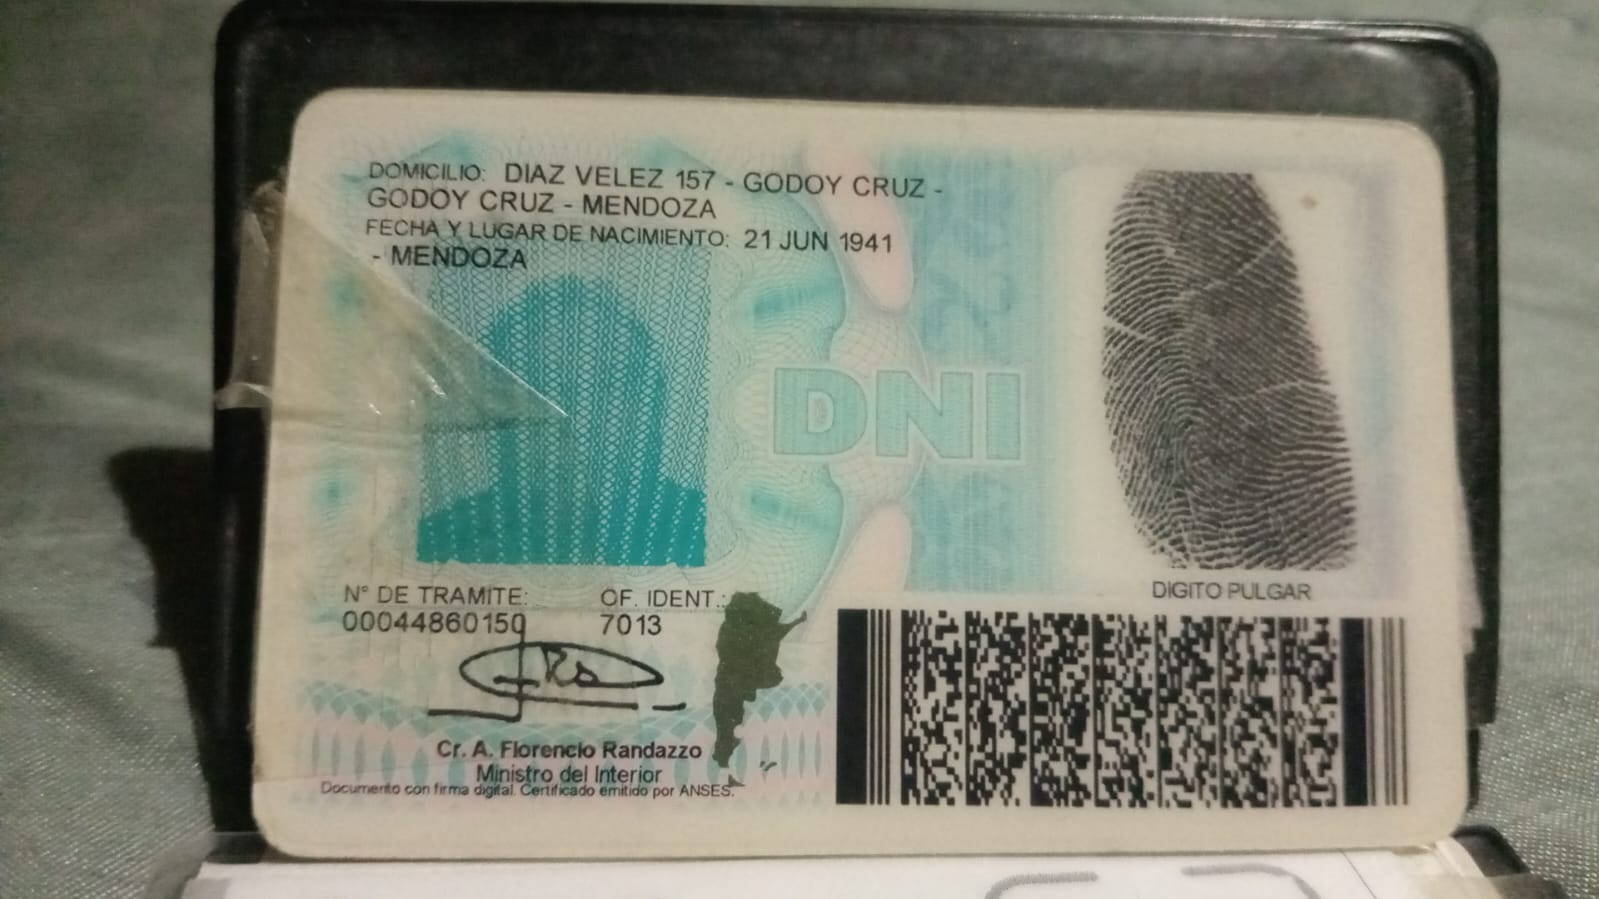 DOMICILIO: DIAZ VELEZ 157 - GODOY CRUZ -
GODOY CRUZ - MENDOZA
FECHA Y LUGAR DE NACIMIENTO: 21 JUN 1941
- MENDOZA
DNI
DIGITO PULGAR
N° DE TRAMITE: OF. IDENT.:
00044860150 7013
Cr. A. Florencio Randazzo
Ministro del Interior
Documento con firma digital. Certificado emitido por ANSES.